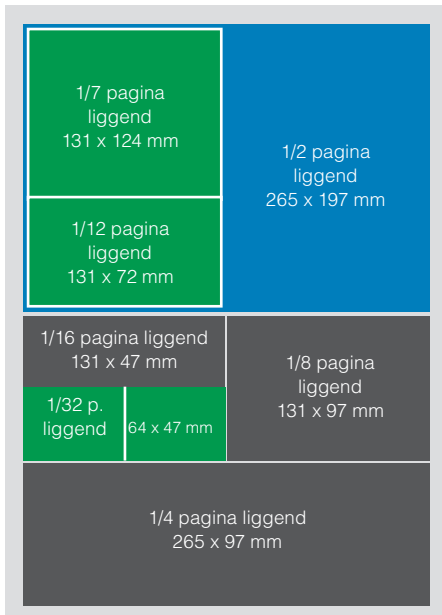 1/7 pagina
liggend
131 x 124 mm
1/2 pagina
liggend
265 x 197 mm
1/12 pagina
liggend
131 x 72 mm
1/16 pagina liggend
131 x 47 mm
1/8 pagina
liggend
131 x 97 mm
1/32 p.
liggend
64 x 47 mm
1/4 pagina liggend
265 x 97 mm